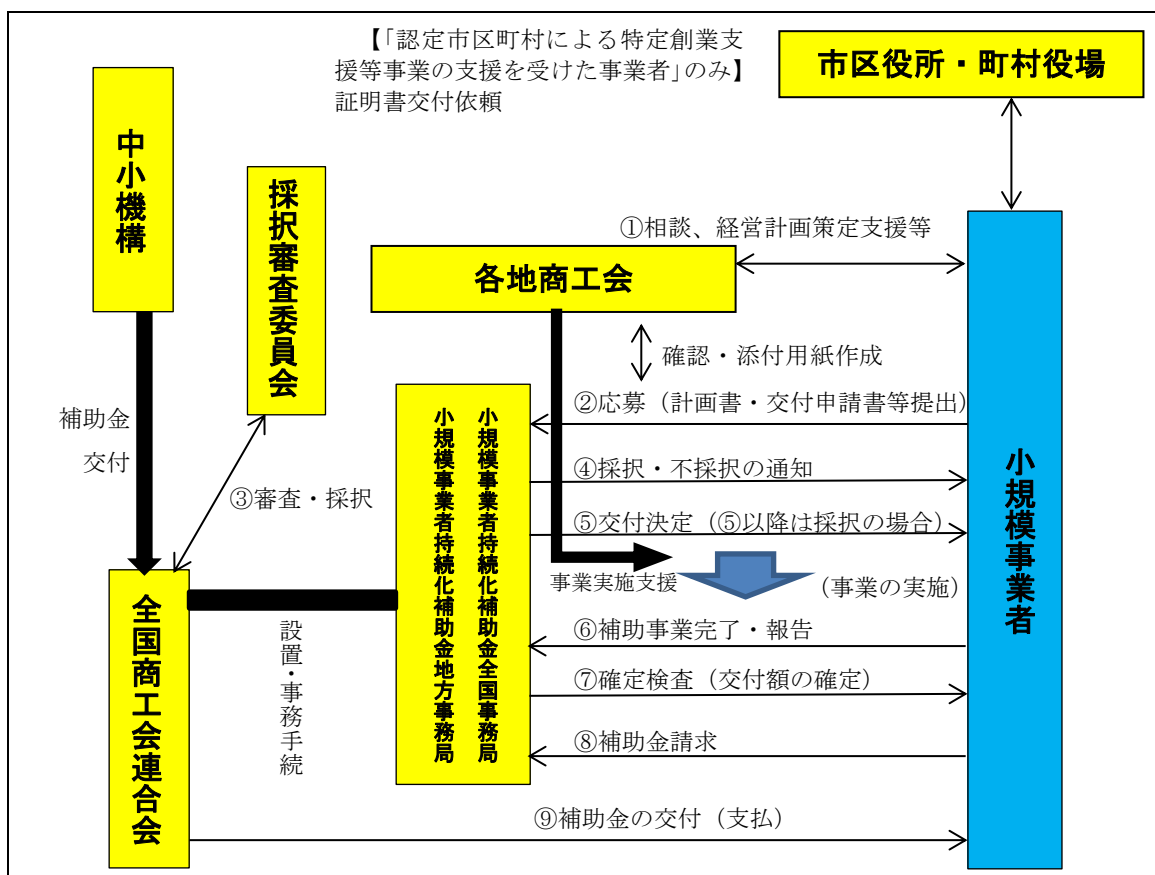 【「認定市区町村による特定創業支
援等事業の支援を受けた事業者」のみ】
証明書交付依頼
市区役所・町村役場
中小機構
採択審査委員会
①相談、経営計画策定支援等
各地商工会
確認・添付用紙作成
②応募（計画書・交付申請書等提出）
補助金
交付
③審査・採択
小規模事業者持続化補助金全国事務局
小規模事業者持続化補助金地方事務局
④採択・不採択の通知
⑤交付決定（⑤以降は採択の場合）
事業実施支援
（事業の実施）
小規模事業者
全国商工会連合会
設置・事務手続
⑥補助事業完了・報告
⑦確定検査（交付額の確定）
⑧補助金請求
⑨補助金の交付（支払）